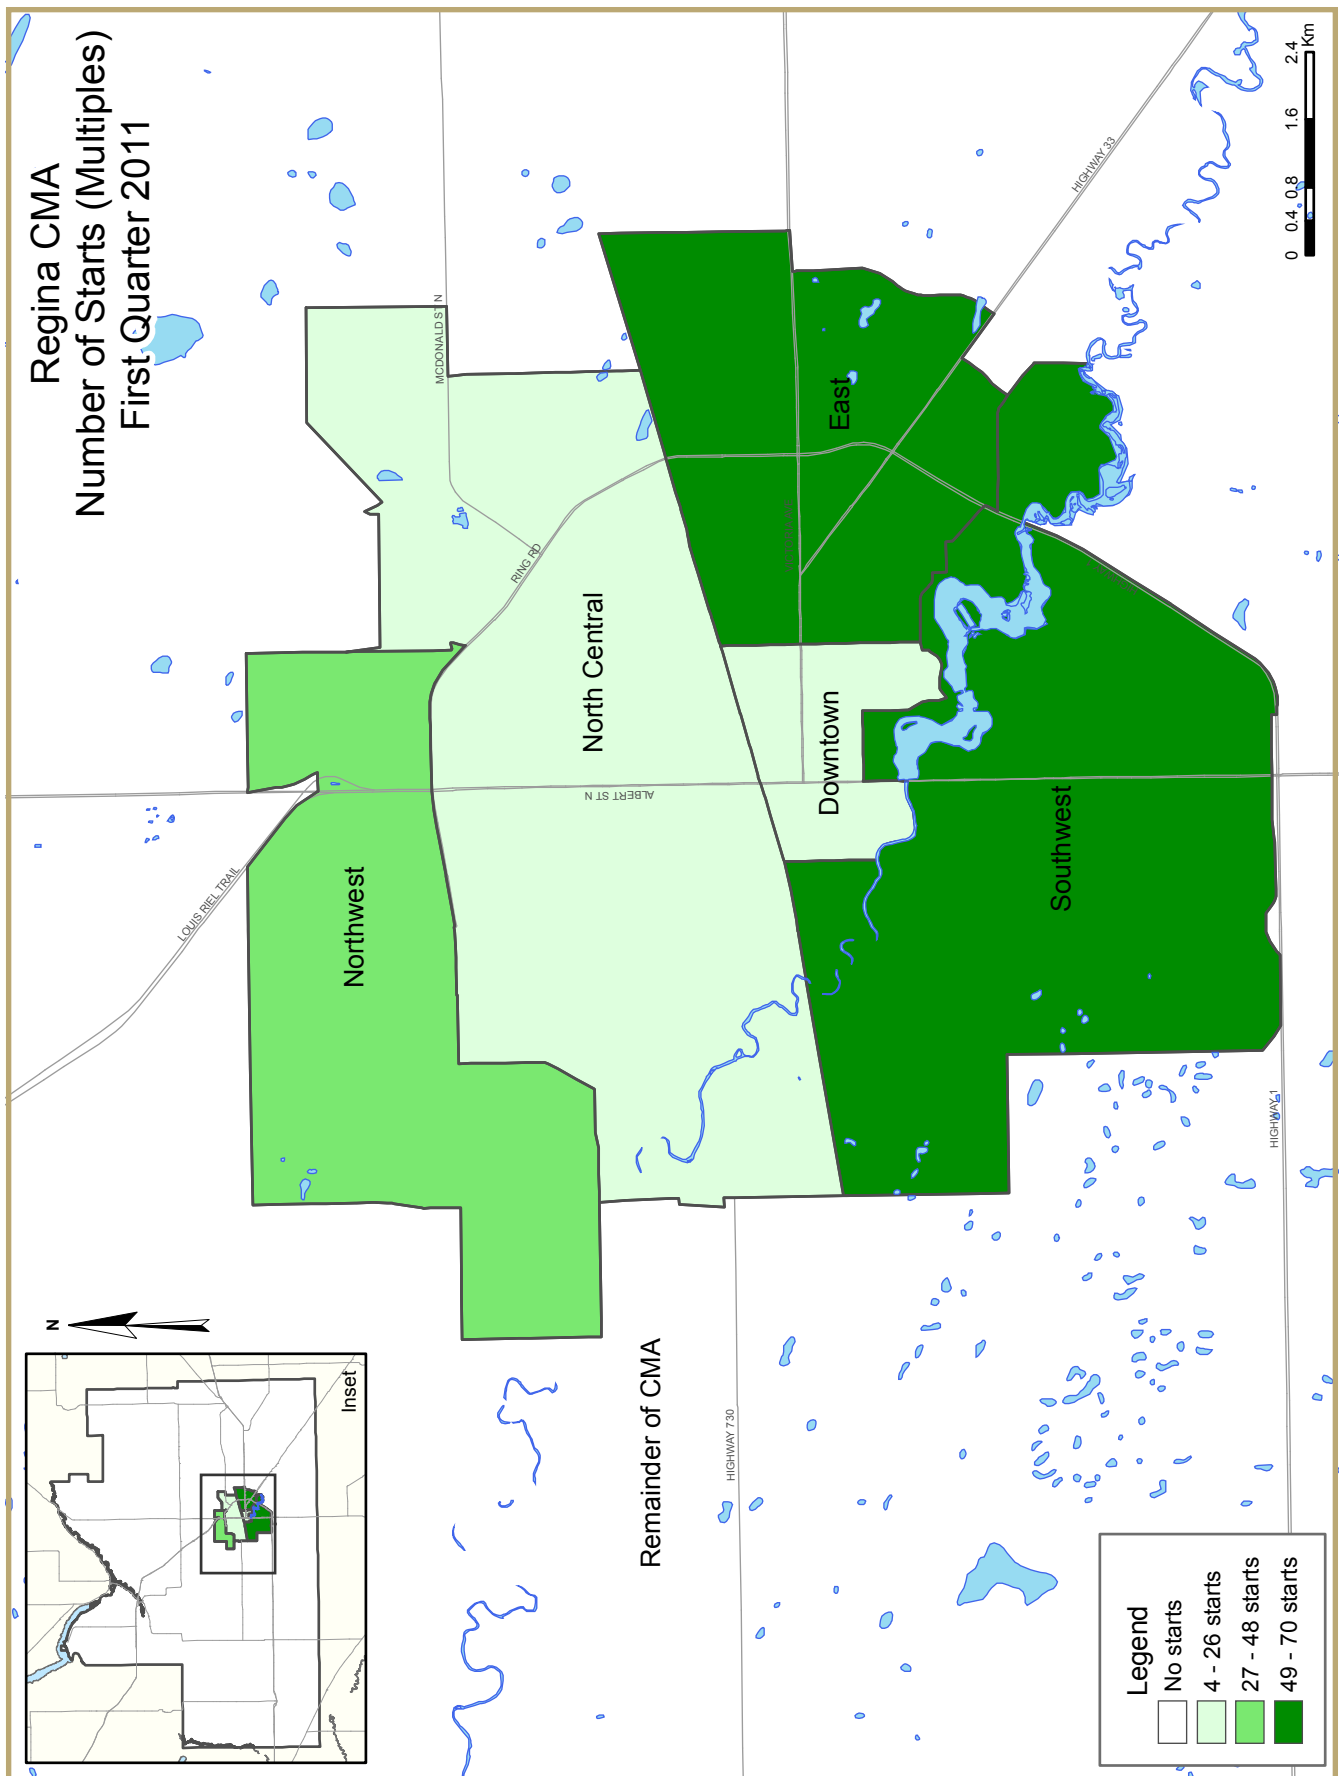 Regina CMA
Number of Starts (Multiples)
First Quarter 2011
N
Inset
LOUIS RIEL TRAIL
MCDONALD ST N
RING RD
ALBERT ST N
HIGHWAY 33
HIGHWAY 730
HIGHWAY 1
Northwest
North Central
East
Downtown
Southwest
Remainder of CMA
Legend
No starts
4 - 26 starts
27 - 48 starts
49 - 70 starts
0 0.4 0.8 1.6 2.4
Km